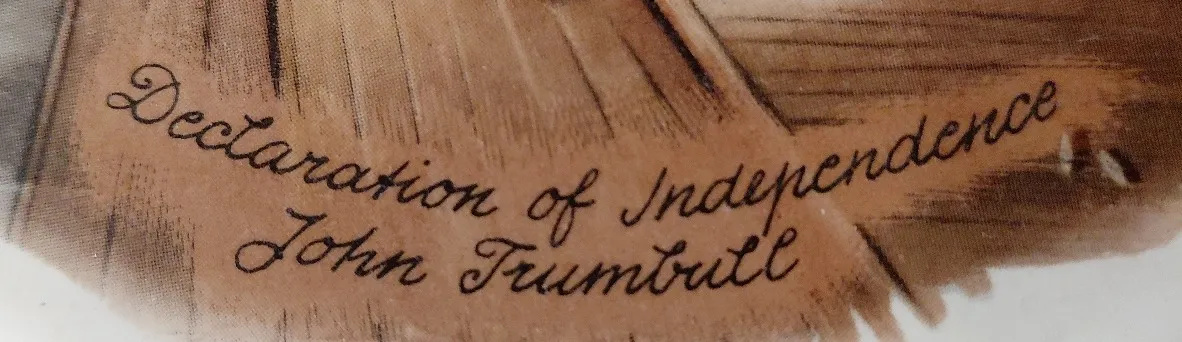 Declaration of Independence
John Trumbull